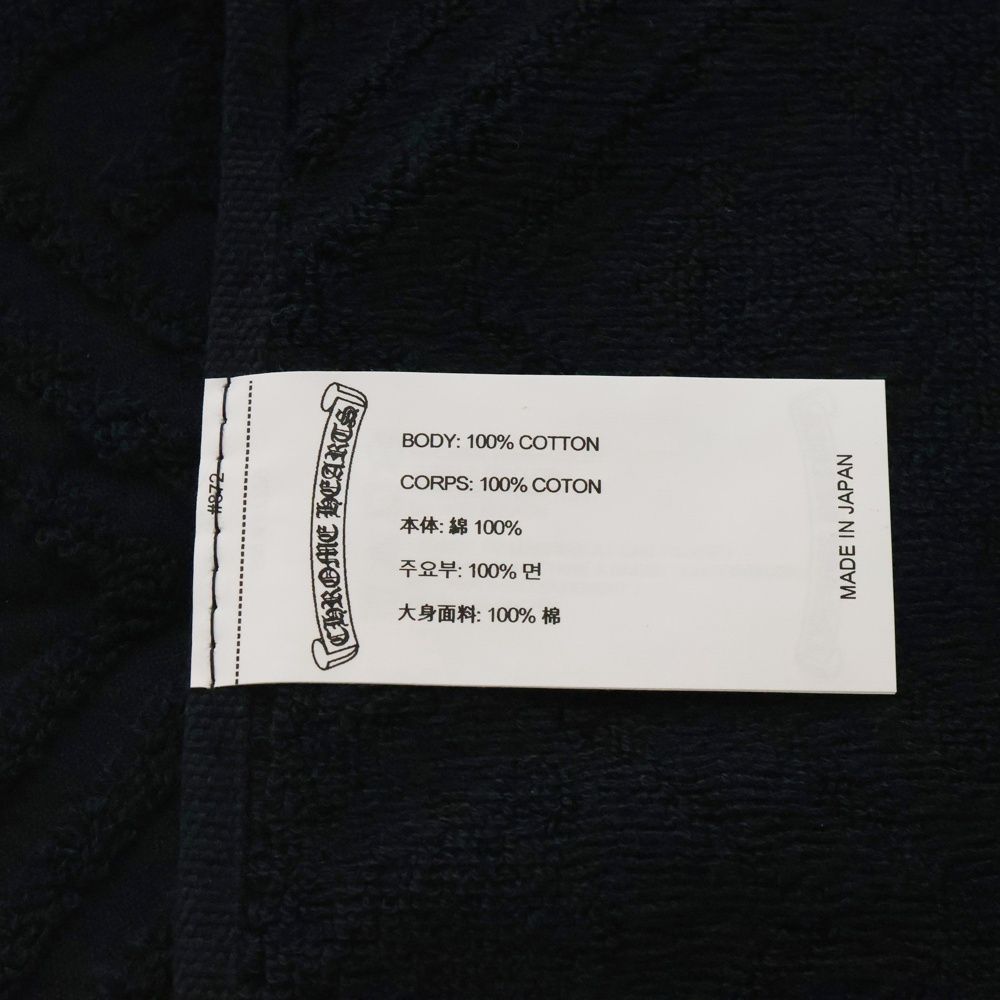 #872
CHROME HEARTS
BODY: 100% COTTON
CORPS: 100% COTON
本体: 綿 100%
주요부: 100% 면
大身面料: 100% 棉
MADE IN JAPAN